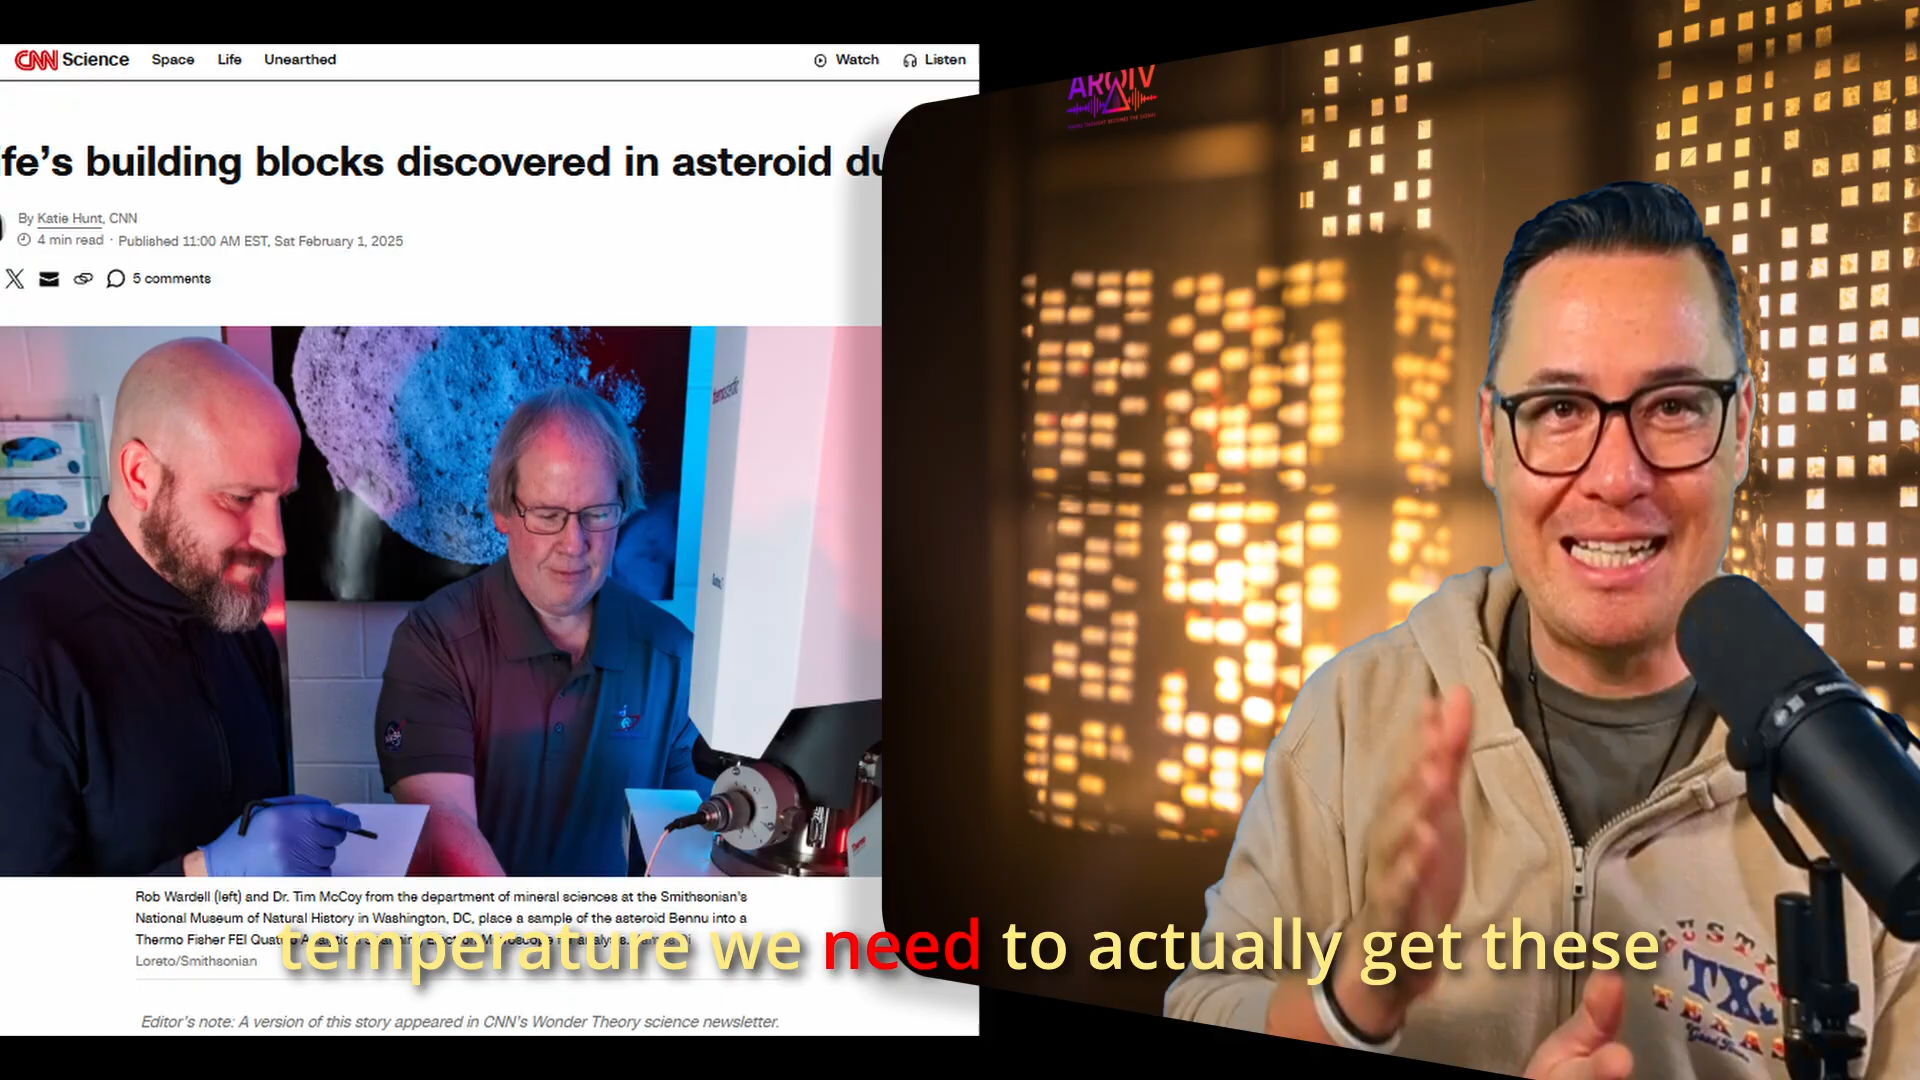 CNN Science Space Life Unearthed Watch Listen
fe's building blocks discovered in asteroid du
By Katie Hunt, CNN
4 min read · Published 11:00 AM EST, Sat February 1, 2025
5 comments
Rob Wardell (left) and Dr. Tim McCoy from the department of mineral sciences at the Smithsonian's
National Museum of Natural History in Washington, DC, place a sample of the asteroid Bennu into a
Thermo Fisher FEI
Loreto/Smithsonian
Editor's note: A version of this story appeared in CNN's Wonder Theory science newsletter.
temperature we need to actually get these
AUSTIN
TX
TEXAS